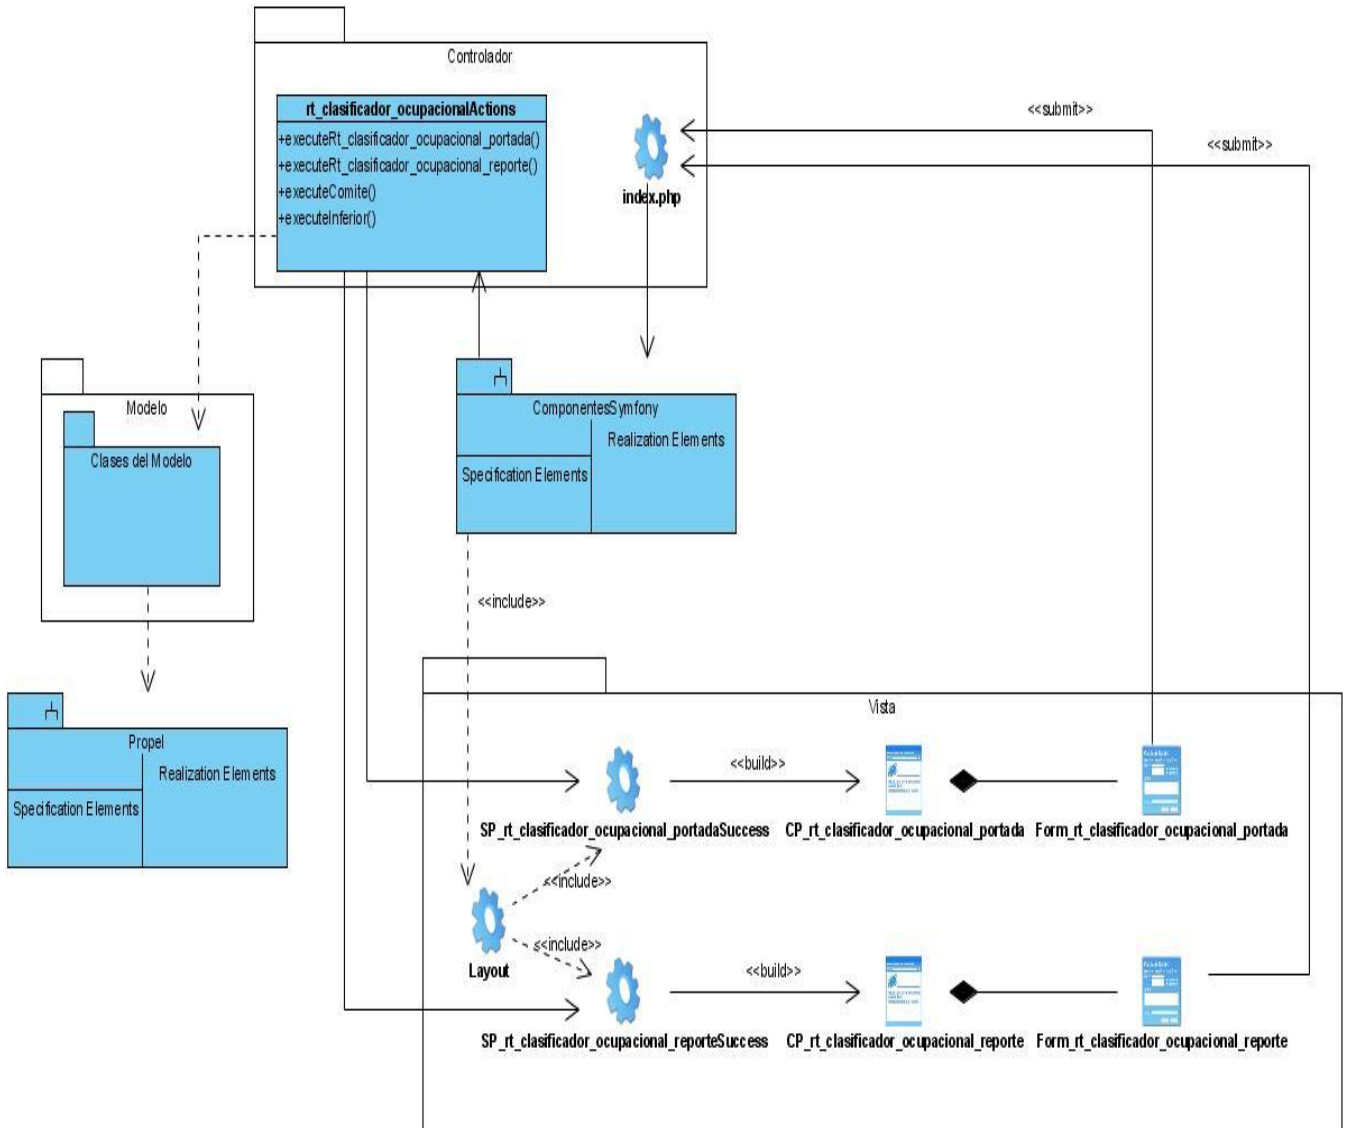 Controlador
rt_clasificador_ocupacionalActions
+executeRt_clasificador_ocupacional_portada()
+executeRt_clasificador_ocupacional_reporte()
+executeComite()
+executeInferior()
index.php
<<submit>>
<<submit>>
Modelo
Clases del Modelo
ComponentesSymfony
Realization Elements
Specification Elements
<<include>>
Propel
Realization Elements
Specification Elements
Vista
<<build>>
SP_rt_clasificador_ocupacional_portadaSuccess
CP_rt_clasificador_ocupacional_portada
Form_rt_clasificador_ocupacional_portada
<<include>>
<<include>>
Layout
<<build>>
SP_rt_clasificador_ocupacional_reporteSuccess
CP_rt_clasificador_ocupacional_reporte
Form_rt_clasificador_ocupacional_reporte